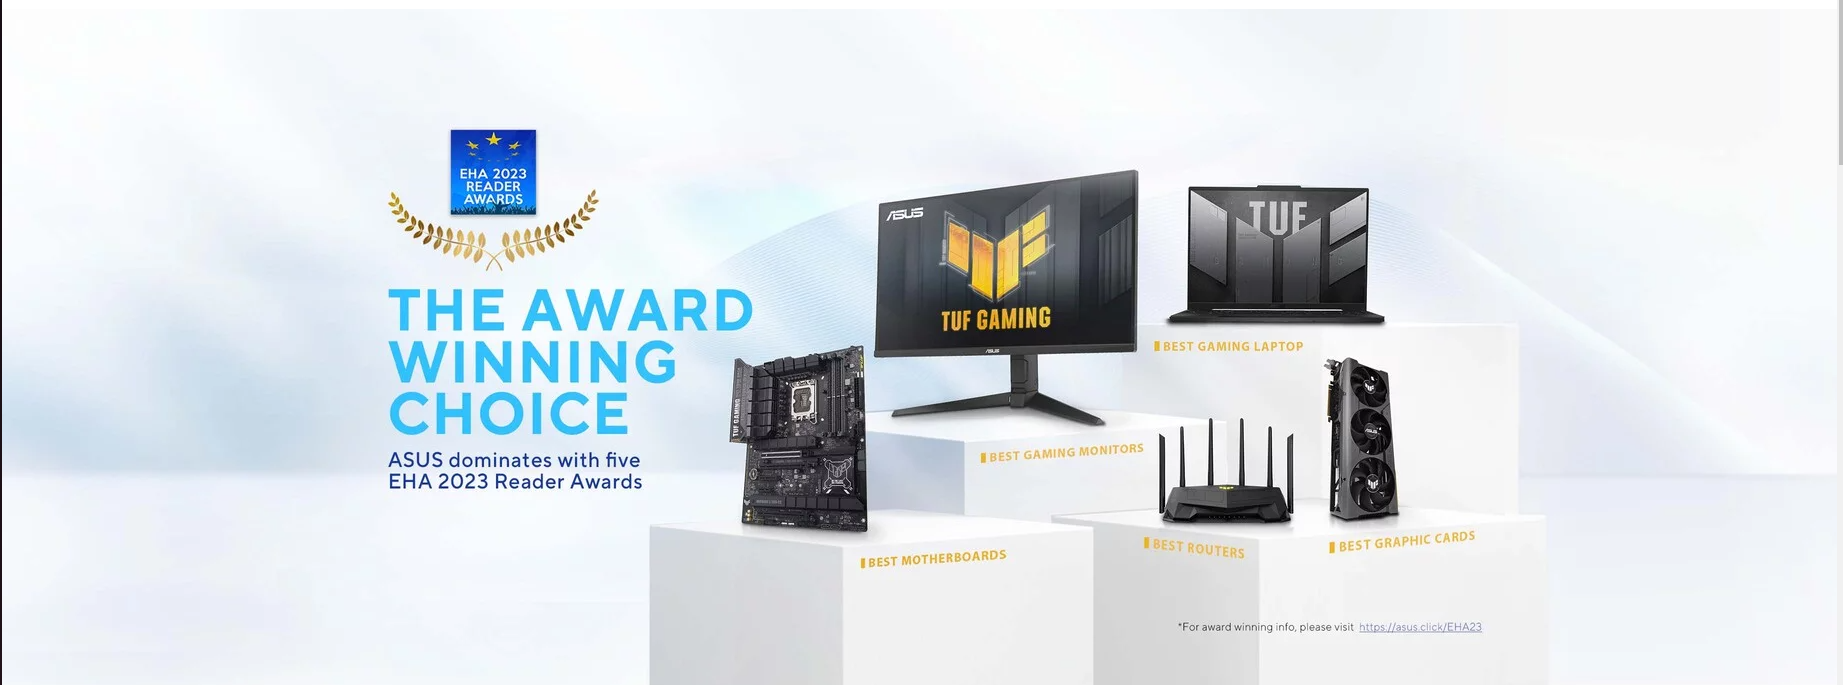 EHA 2023
READER
AWARDS
THE AWARD
WINNING
CHOICE
ASUS dominates with five
EHA 2023 Reader Awards
ASUS
TUF GAMING
ASUS
TUF
BEST GAMING LAPTOP
BEST GAMING MONITORS
TUF GAMING
ASUS
BEST MOTHERBOARDS
BEST ROUTERS
BEST GRAPHIC CARDS
*For award winning info, please visit https://asus.click/EHA23